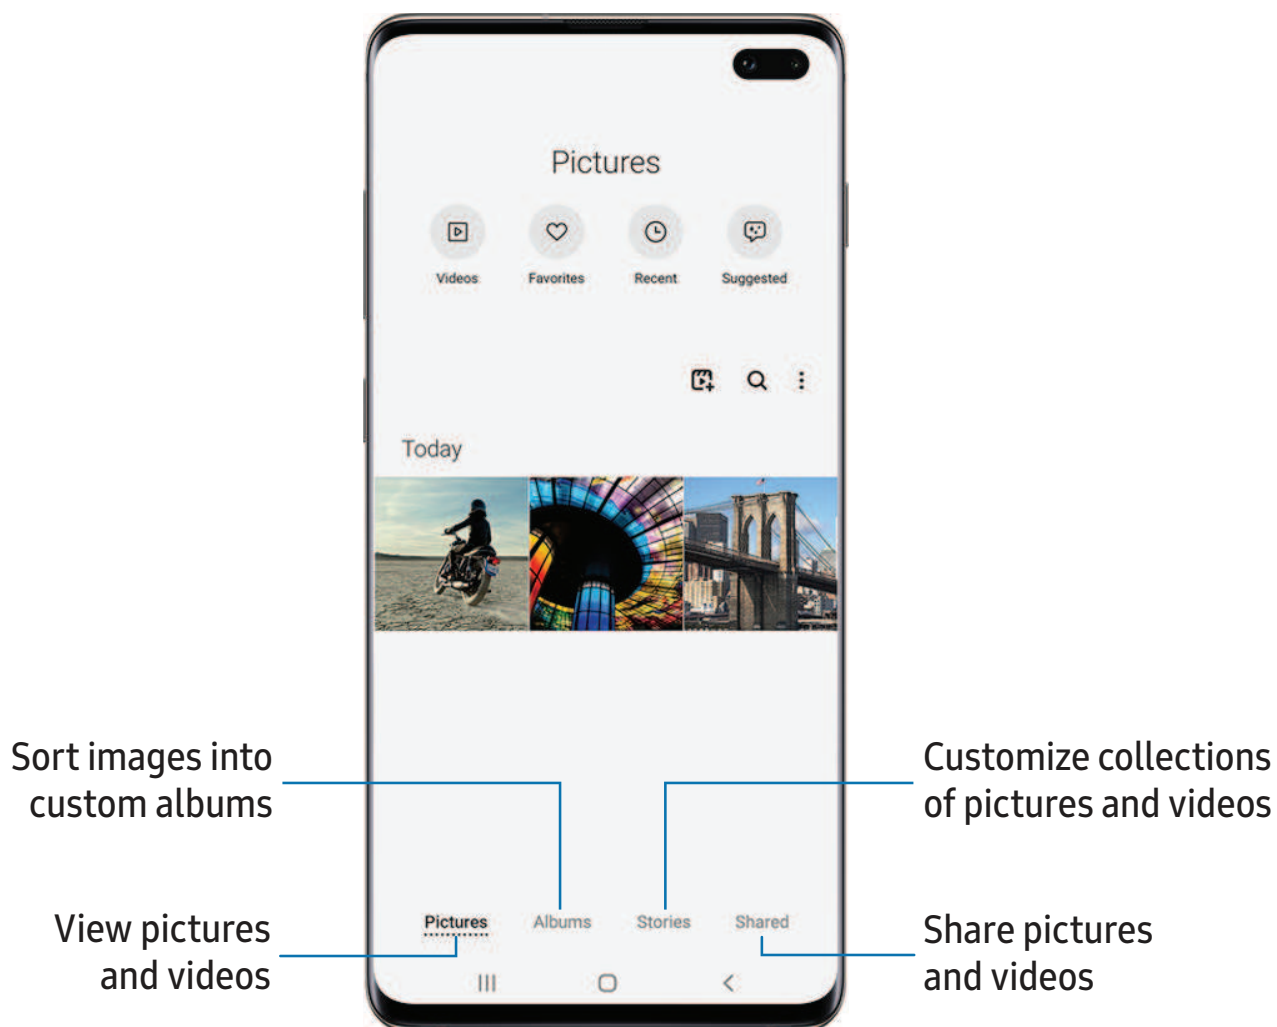 Pictures
Videos Favorites Recent Suggested
Today
Sort images into
custom albums
Customize collections
of pictures and videos
Pictures Albums Stories Shared
View pictures
and videos
Share pictures
and videos